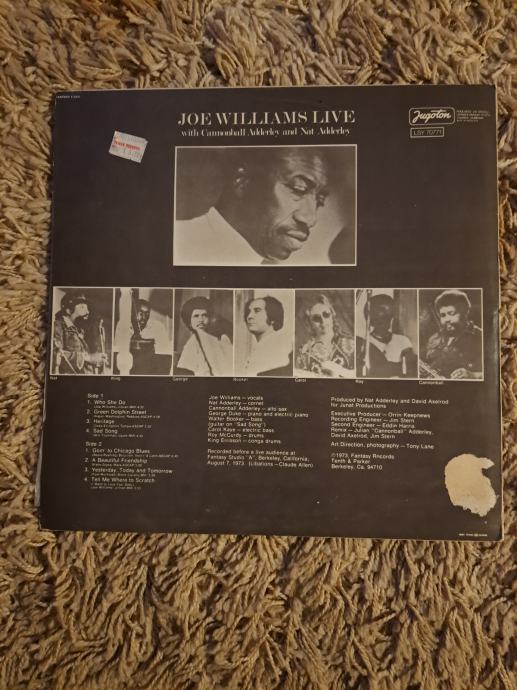 JOE WILLIAMS LIVE
with Cannonball Adderley and Nat Adderley
Jugoton
LSY 70771
Nat King George Booker Carol Roy Cannonball
Side 1
1. Who She Do
2. Green Dolphin Street
3. Heritage
4. Sad Song
Side 2
1. Goin' to Chicago Blues
2. A Beautiful Friendship
3. Yesterday, Today and Tomorrow
4. Tell Me Where to Scratch
Joe Williams — vocals
Nat Adderley — cornet
Cannonball Adderley — alto sax
George Duke — piano and electric piano
Walter Booker — bass
(guitar on "Sad Song")
Carol Kaye — electric bass
Roy McCurdy — drums
King Errisson — conga drums
Recorded before a live audience at
Fantasy Studio "A", Berkeley, California,
August 7, 1973. (Libations — Claude Allen)
Produced by Nat Adderley and David Axelrod
for Junat Productions
Executive Producer — Orrin Keepnews
Recording Engineer — Jim Stern
Second Engineer — Eddie Harris
Remix — Julian "Cannonball" Adderley,
David Axelrod, Jim Stern
Art Direction, photography — Tony Lane
©1973, Fantasy Records
Tenth & Parker
Berkeley, Ca. 94710